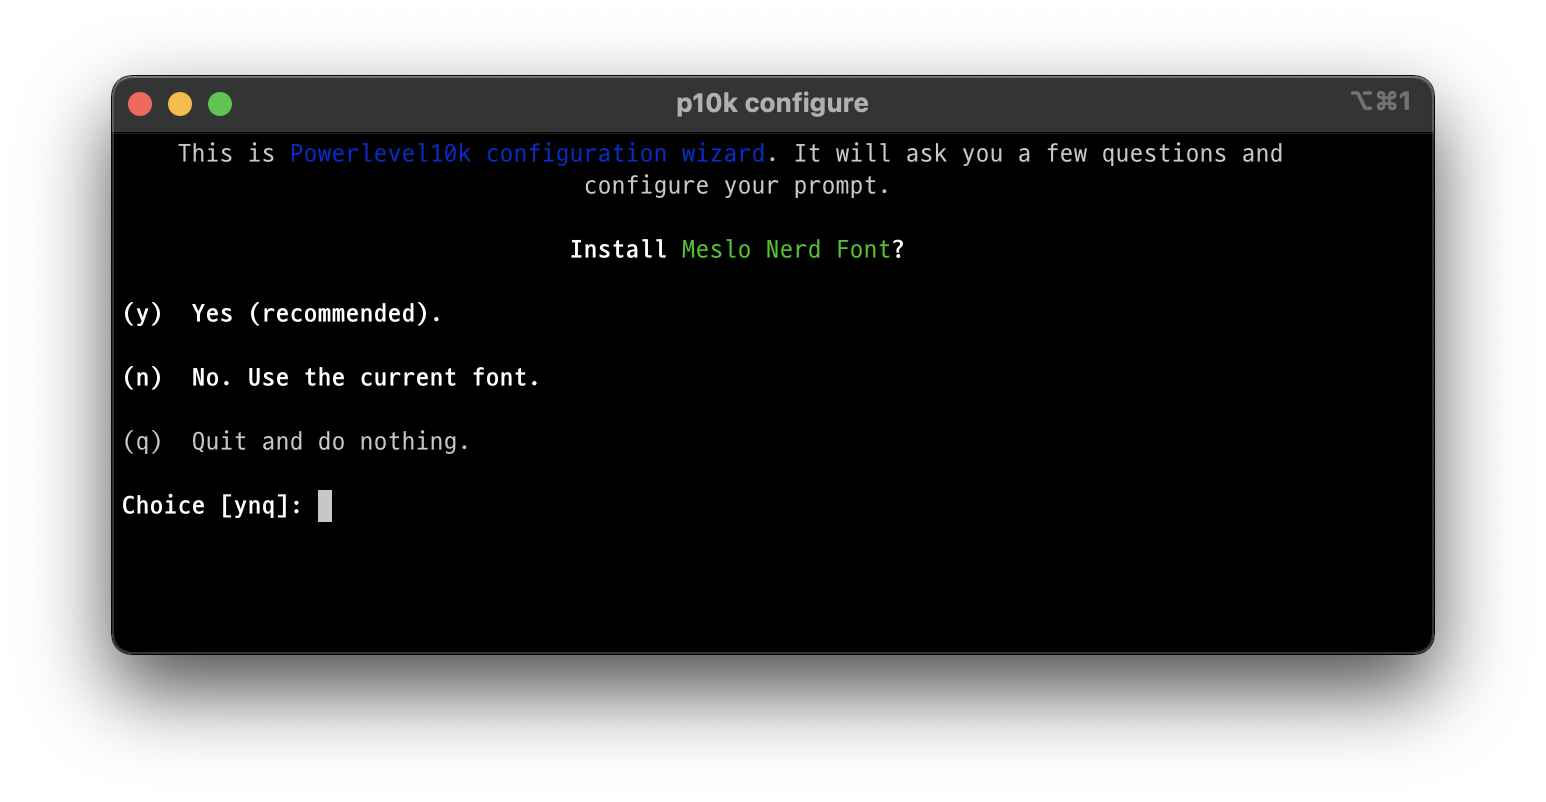 p10k configure
⌥⌘1
This is Powerlevel10k configuration wizard. It will ask you a few questions and
configure your prompt.
Install Meslo Nerd Font?
(y) Yes (recommended).
(n) No. Use the current font.
(q) Quit and do nothing.
Choice [ynq]: